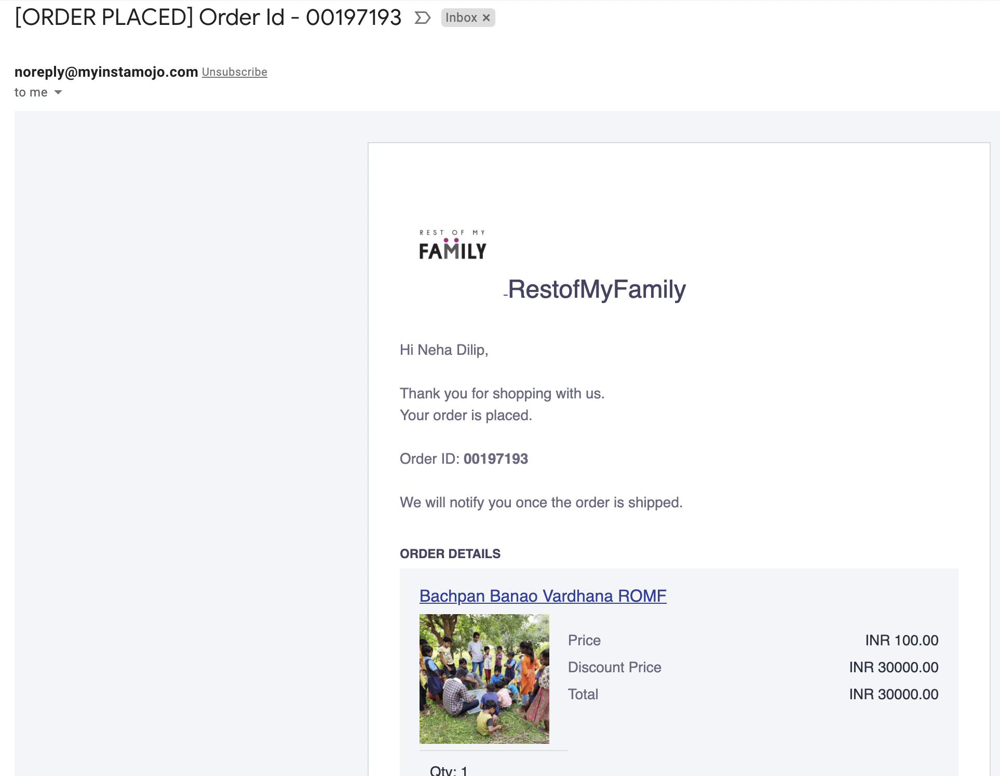 [ORDER PLACED] Order Id - 00197193
Inbox ×
noreply@myinstamojo.com Unsubscribe
to me
REST OF MY
FAMILY
RestofMyFamily
Hi Neha Dilip,
Thank you for shopping with us.
Your order is placed.
Order ID: 00197193
We will notify you once the order is shipped.
ORDER DETAILS
Bachpan Banao Vardhana ROMF
Price INR 100.00
Discount Price INR 30000.00
Total INR 30000.00
Qty: 1